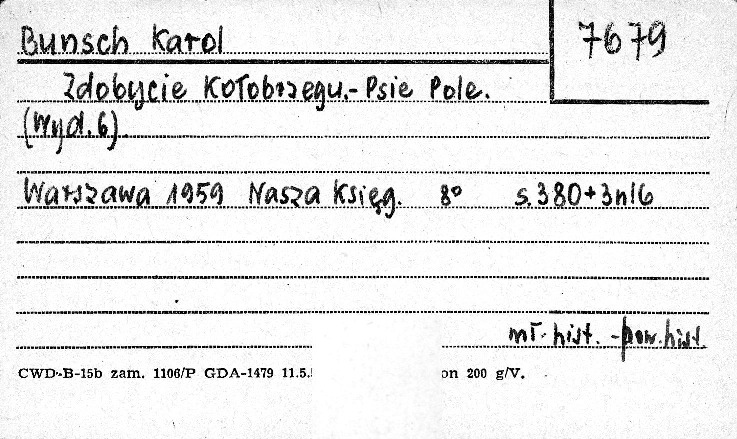 Bunsch Karol
7679
Zdobycie Kołobrzegu.- Psie Pole.
(Wyd. 6)
Warszawa 1959 Nasza Księg. 8° s. 380+3nl6
mł. hist. - pow. hist.
CWD-B-15b zam. 1106/P GDA-1479 11.5. on 200 g/V.